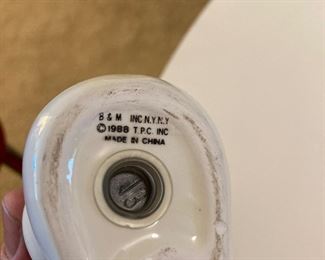 B & M INC.N.Y.N.Y
©1988 T.P.C. INC
MADE IN CHINA